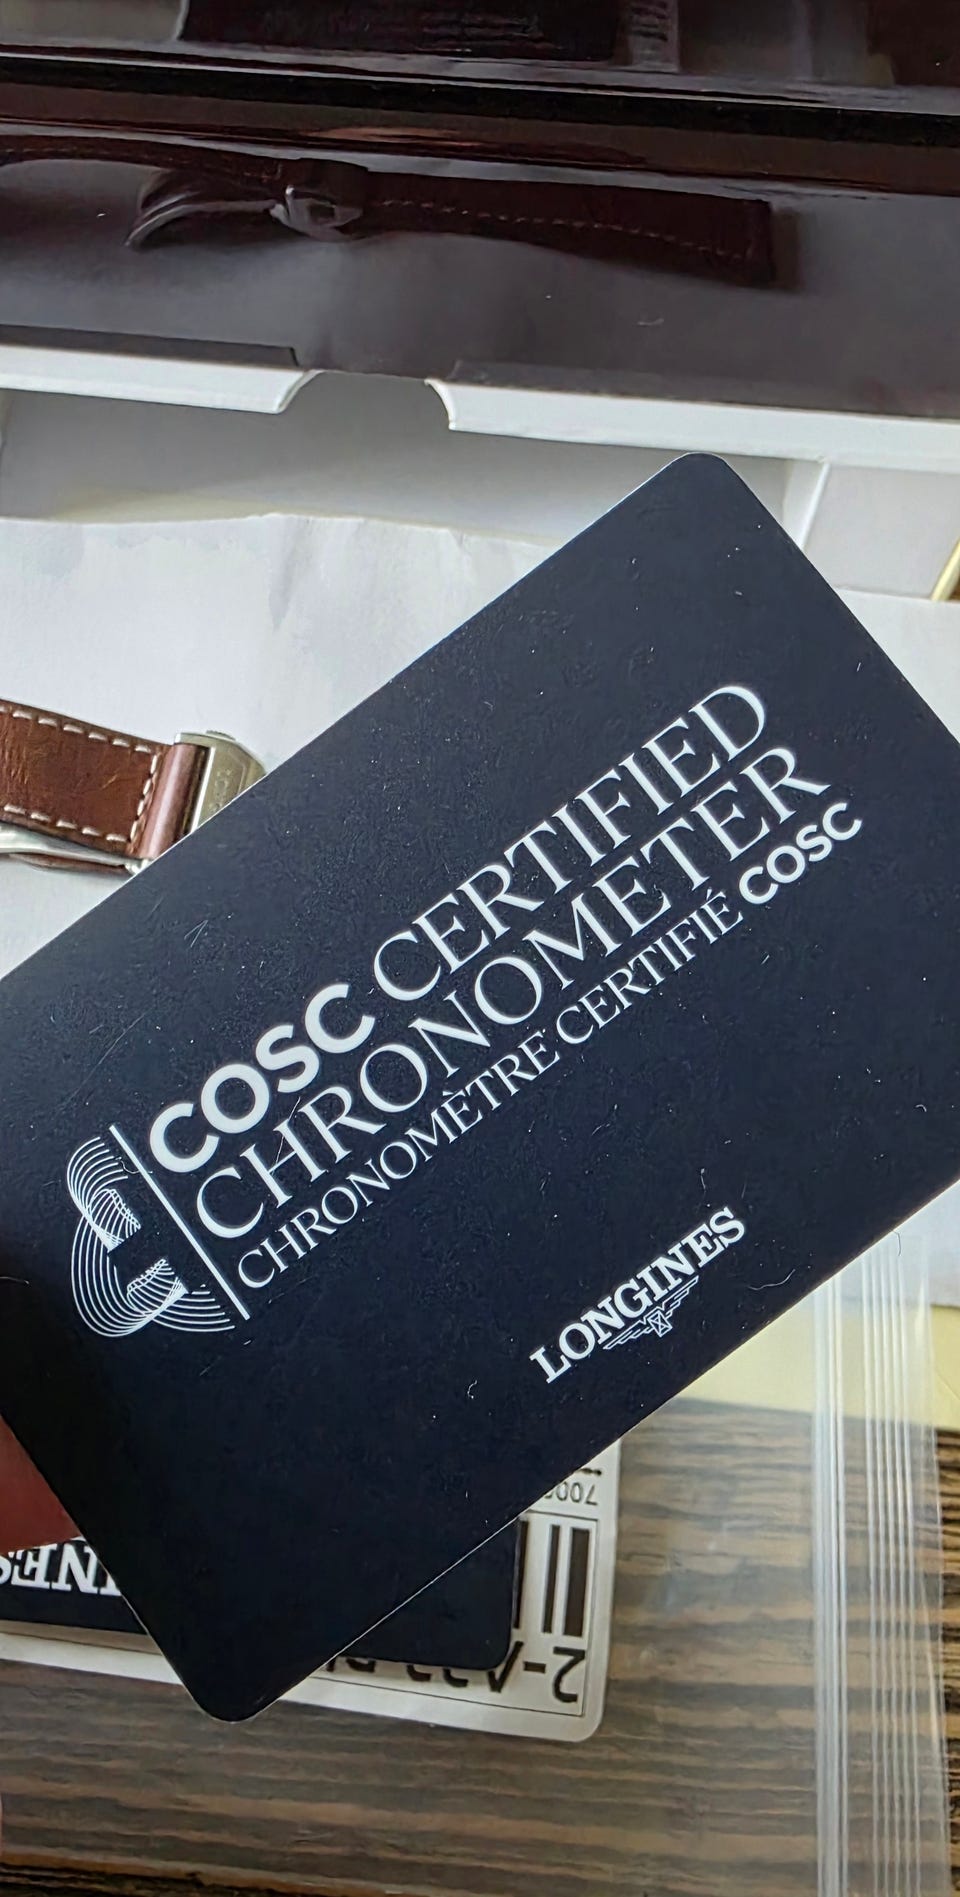 COSC CERTIFIED
CHRONOMETER
CHRONOMÈTRE CERTIFIÉ COSC
LONGINES